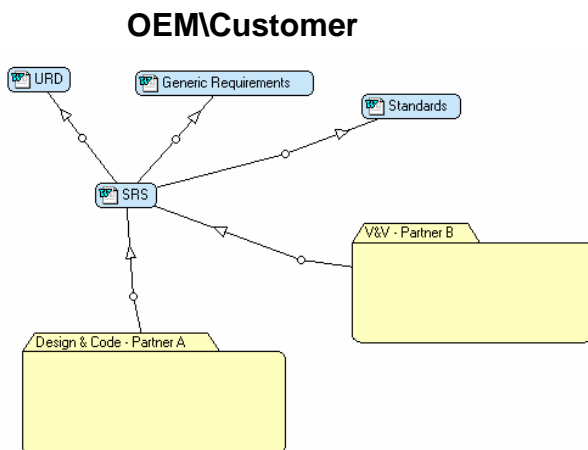 OEM\Customer
URD
Generic Requirements
Standards
SRS
V&V - Partner B
Design & Code - Partner A